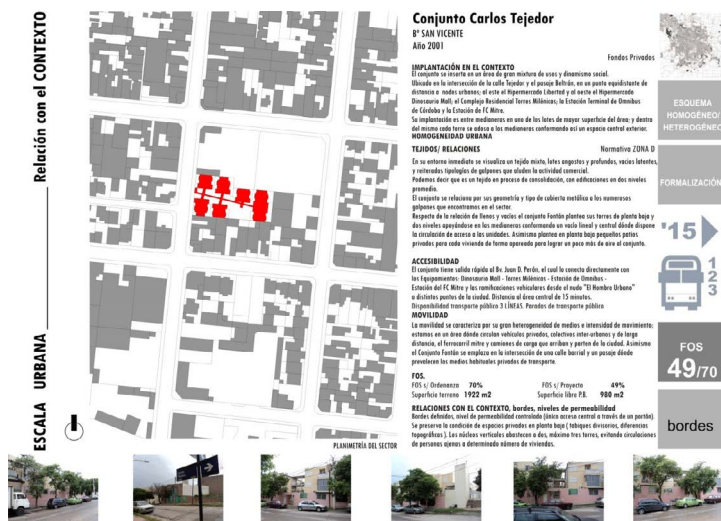 ESCALA URBANA Relación con el CONTEXTO
PLANIMETRÍA DEL SECTOR
Conjunto Carlos Tejedor
Bº SAN VICENTE
Año 2001
Fondos Privados
IMPLANTACIÓN EN EL CONTEXTO
El conjunto se inserta en un área de gran mixtura de usos y dinamismo social.
Ubicado en la intersección de la calle Tejedor y el pasaje Beltrán, en un punto equidistante de
distancia a nodos urbanos; al este el Hipermercado Libertad y al oeste el Hipermercado
Dinosaurio Mall; el Complejo Residencial Torres Milénicas; la Estación Terminal de Omnibus
de Córdoba y la Estación de FC Mitre.
Su implantación es entre medianeras en uno de los lotes de mayor superficie del área; y dentro
del mismo cada torre se adosa a las medianeras conformando así un espacio central exterior.
HOMOGENEIDAD URBANA
TEJIDOS/ RELACIONES Normativa ZONA D
En su entorno inmediato se visualiza un tejido mixto, lotes angostos y profundos, vacíos latentes,
y reiteradas tipologías de galpones que aluden la actividad comercial.
Podemos decir que es un tejido en proceso de consolidación, con edificaciones en dos niveles
promedio.
El conjunto se relaciona por su geometría y tipo de cubierta metálica a los numerosos
galpones que encontramos en el sector.
Respecto de la relación de llenos y vacíos el conjunto Fontán plantea sus torres de planta baja y
dos niveles apoyándose en las medianeras conformando un vacío lineal y central dónde dispone
la circulación de acceso a las unidades. Asimismo plantea en planta baja pequeños patios
privados para cada vivienda de forma apareada para lograr un poco más de aire al conjunto.
ACCESIBILIDAD
El conjunto tiene salida rápida al Bv. Juan D. Perón, el cual lo conecta directamente con
los Equipamientos: Dinosaurio Mall - Torres Milénicas - Estación de Omnibus -
Estación del FC Mitre y las ramificaciones vehiculares desde el nudo "El Hombre Urbano"
a distintos puntos de la ciudad. Distancia al área central de 15 minutos.
Disponibilidad transporte público 3 LÍNEAS. Paradas de transporte público
MOVILIDAD
La movilidad se caracteriza por su gran heterogeneidad de medios e intensidad de movimiento;
estamos en un área dónde circulan vehículos privados, colectivos inter-urbanos y de larga
distancia, el ferrocarril mitre y camiones de carga que arriban y parten de la ciudad. Asimismo
el Conjunto Fontán se emplaza en la intersección de una calle barrial y un pasaje dónde
prevalecen los medios habituales privados de transporte.
FOS.
FOS s/ Ordenanza 70% FOS s/ Proyecto 49%
Superficie terreno 1922 m2 Superficie libre P.B. 980 m2
RELACIONES CON EL CONTEXTO, bordes, niveles de permeabilidad
Bordes definidos, nivel de permeabilidad controlada (única acceso central a través de un portón).
Se preserva la condición de espacios privados en planta baja ( tabiques divisorios, diferencias
topográficas ). Los núcleos verticales abastecen a dos, máximo tres torres, evitando circulaciones
de personas ajenas a determinado número de viviendas.
ESQUEMA
HOMOGÉNEO/
HETEROGÉNEO
FORMALIZACIÓN
'15
1
2
3
FOS
49/70
bordes